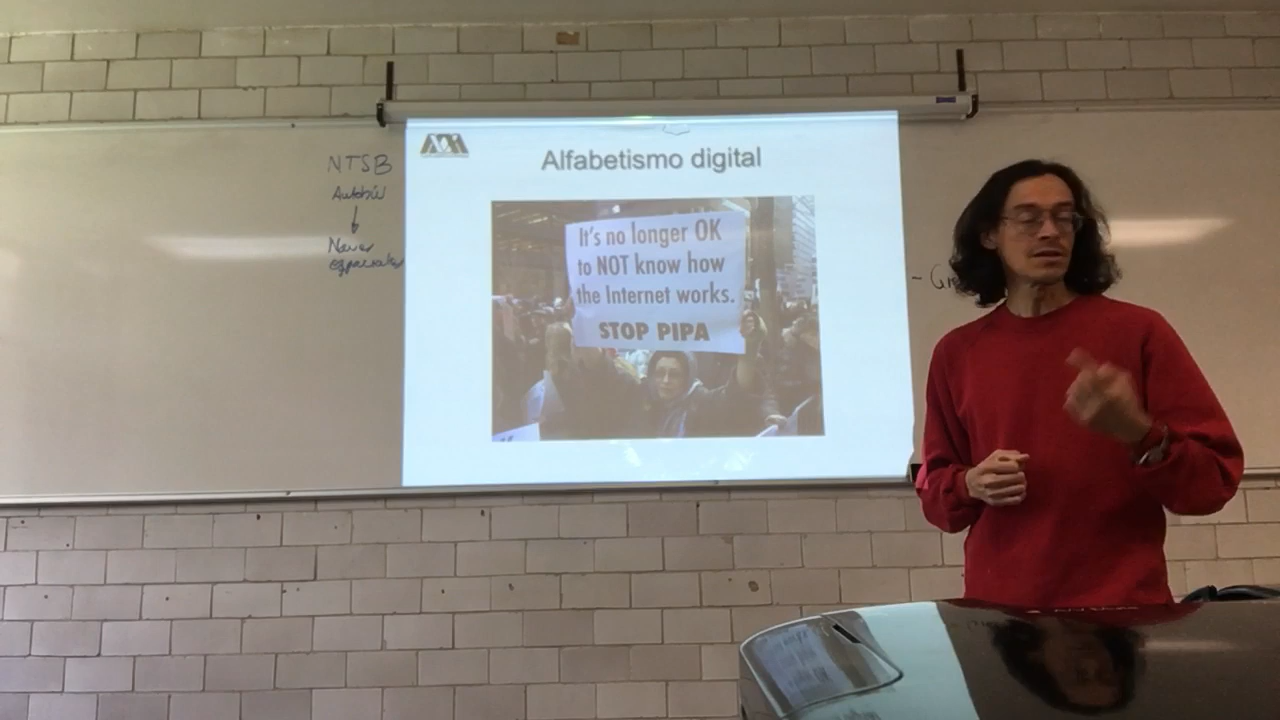 NTSB
Autobús
Alfabetismo digital
It's no longer OK
to NOT know how
the Internet works.
STOP PIPA